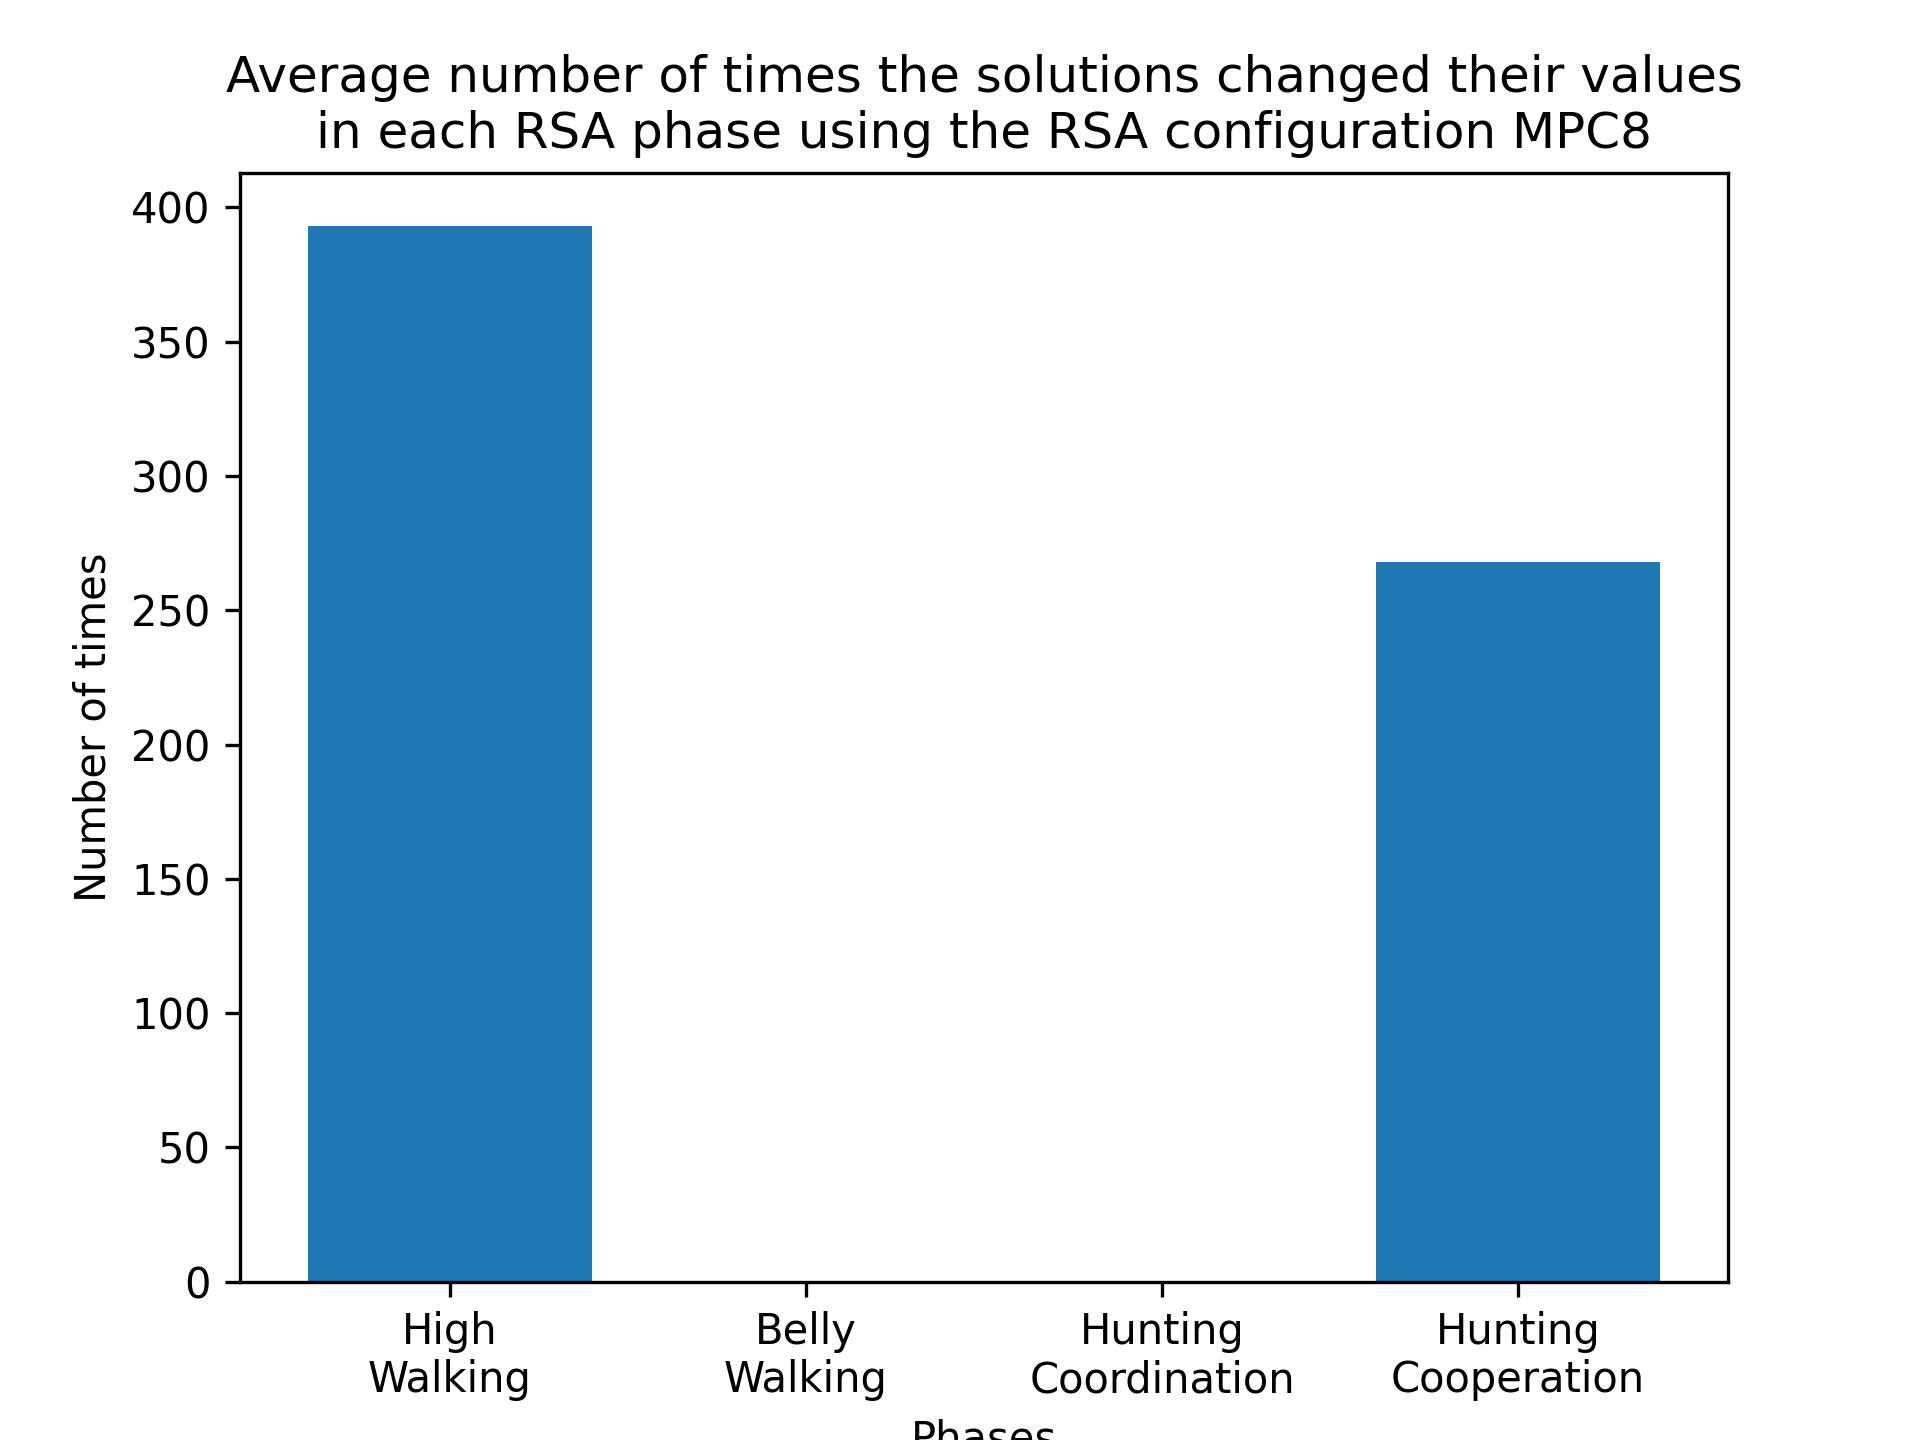 Average number of times the solutions changed their values
in each RSA phase using the RSA configuration MPC8
400
350
300
250
200
150
100
50
0
Number of times
High
Walking
Belly
Walking
Hunting
Coordination
Hunting
Cooperation
Phases